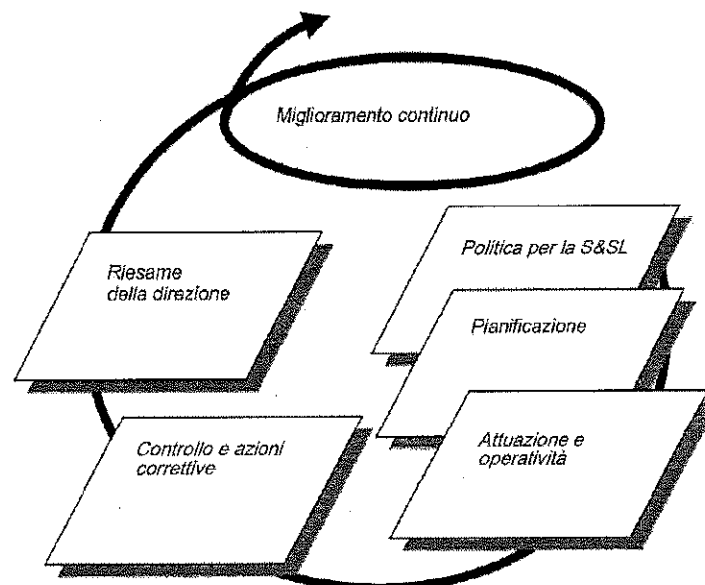 Miglioramento continuo
Politica per la S&SL
Riesame
della direzione
Pianificazione
Controllo e azioni
correttive
Attuazione e
operatività